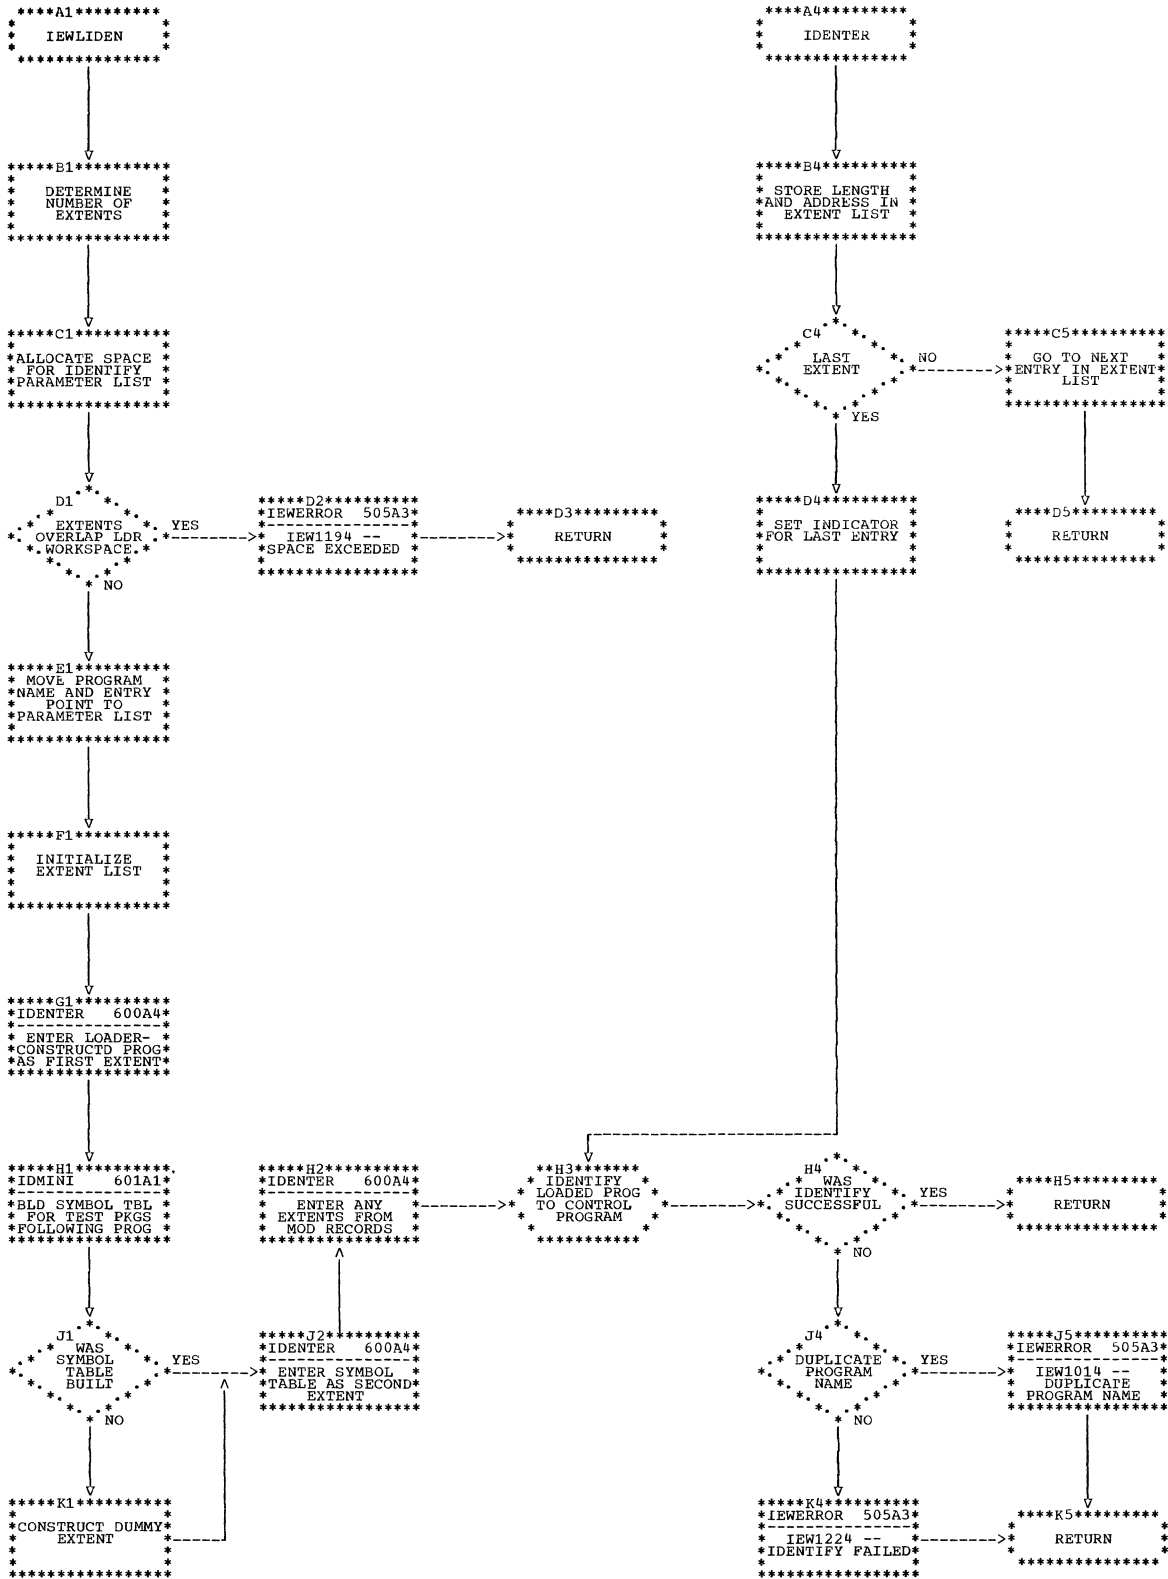 A1
IEWLIDEN
B1
DETERMINE
NUMBER OF
EXTENTS
C1
ALLOCATE SPACE
FOR IDENTIFY
PARAMETER LIST
D1
EXTENTS
OVERLAP LDR
WORKSPACE
YES
NO
D2
IEWERROR 505A3
IEW1194 --
SPACE EXCEEDED
D3
RETURN
E1
MOVE PROGRAM
NAME AND ENTRY
POINT TO
PARAMETER LIST
F1
INITIALIZE
EXTENT LIST
G1
IDENTER 600A4
ENTER LOADER-
CONSTRUCTD PROG
AS FIRST EXTENT
H1
IDMINI 601A1
BLD SYMBOL TBL
FOR TEST PKGS
FOLLOWING PROG
J1
WAS
SYMBOL
TABLE
BUILT
YES
NO
K1
CONSTRUCT DUMMY
EXTENT
J2
IDENTER 600A4
ENTER SYMBOL
TABLE AS SECOND
EXTENT
H2
IDENTER 600A4
ENTER ANY
EXTENTS FROM
MOD RECORDS
H3
IDENTIFY
LOADED PROG
TO CONTROL
PROGRAM
A4
IDENTER
B4
STORE LENGTH
AND ADDRESS IN
EXTENT LIST
C4
LAST
EXTENT
NO
YES
C5
GO TO NEXT
ENTRY IN EXTENT
LIST
D4
SET INDICATOR
FOR LAST ENTRY
D5
RETURN
H4
WAS
IDENTIFY
SUCCESSFUL
YES
NO
H5
RETURN
J4
DUPLICATE
PROGRAM
NAME
YES
NO
J5
IEWERROR 505A3
IEW1014 --
DUPLICATE
PROGRAM NAME
K4
IEWERROR 505A3
IEW1224 --
IDENTIFY FAILED
K5
RETURN